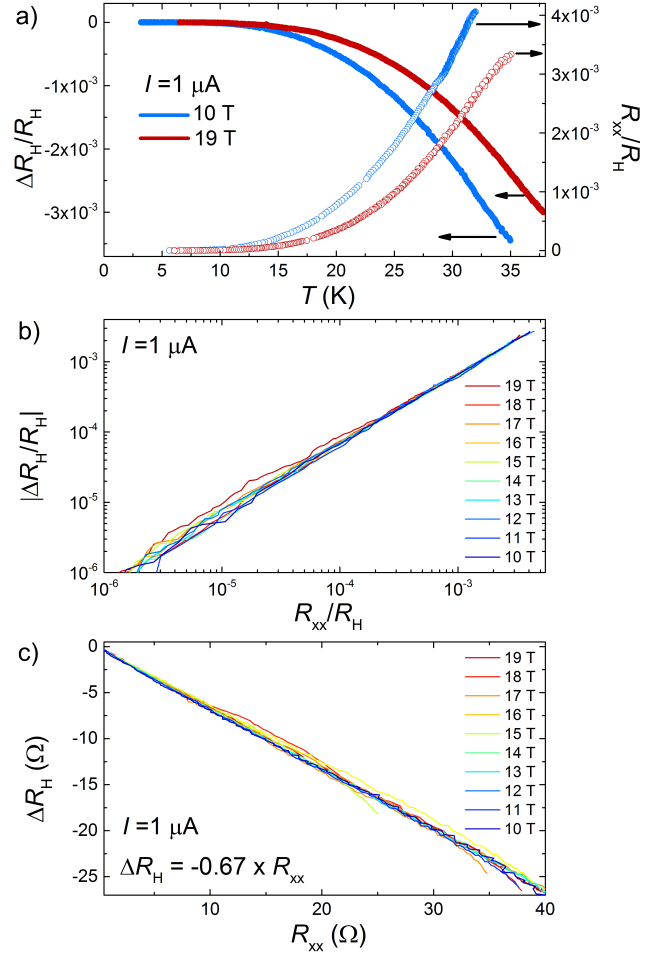 a)
0
-1x10⁻³
-2x10⁻³
-3x10⁻³
ΔR_H/R_H
I =1 μA
10 T
19 T
4x10⁻³
3x10⁻³
2x10⁻³
1x10⁻³
0
R_xx/R_H
0 5 10 15 20 25 30 35
T (K)
b)
I =1 μA
10⁻³
10⁻⁴
10⁻⁵
10⁻⁶
|ΔR_H/R_H|
19 T
18 T
17 T
16 T
15 T
14 T
13 T
12 T
11 T
10 T
10⁻⁶ 10⁻⁵ 10⁻⁴ 10⁻³
R_xx/R_H
c)
0
-5
-10
-15
-20
-25
ΔR_H (Ω)
19 T
18 T
17 T
16 T
15 T
14 T
13 T
12 T
11 T
10 T
I =1 μA
ΔR_H = -0.67 x R_xx
10 20 30 40
R_xx (Ω)